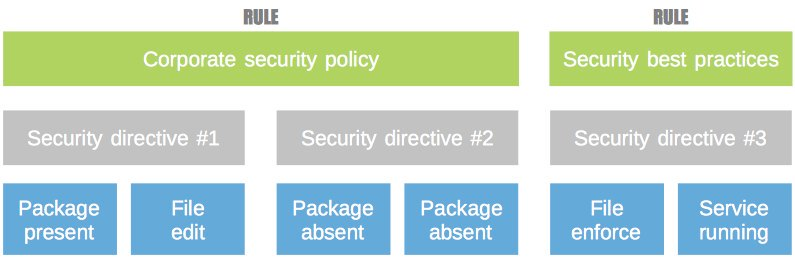 RULE
RULE
Corporate security policy
Security best practices
Security directive #1
Security directive #2
Security directive #3
Package
present
File
edit
Package
absent
Package
absent
File
enforce
Service
running